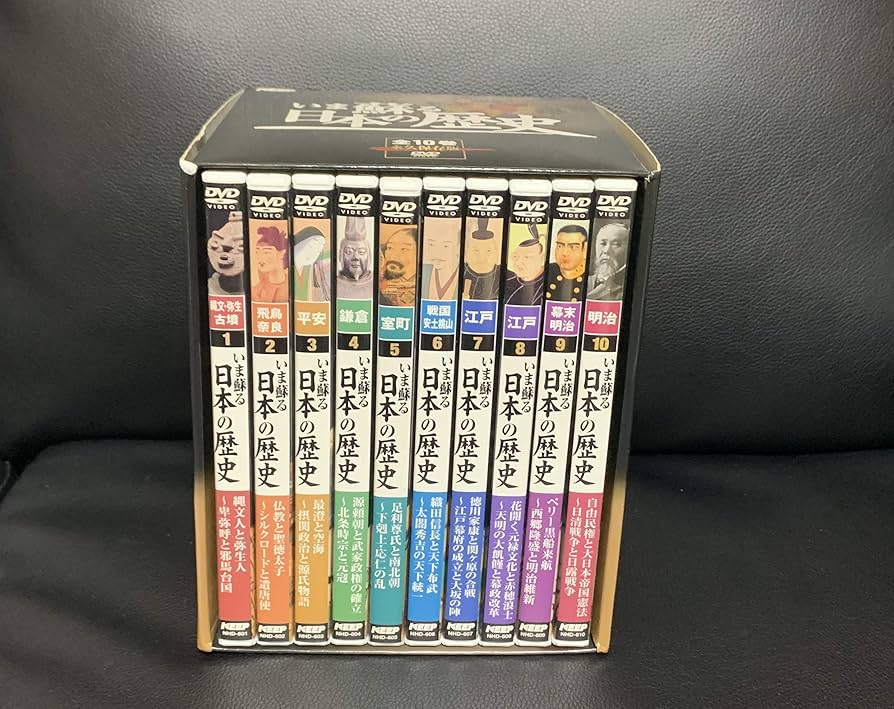 いま蘇る
日本の歴史
DVD
全10巻
DVD
VIDEO
縄文・弥生
古墳
1
いま蘇る
日本の歴史
縄文人と弥生人
～卑弥呼と邪馬台国
KEEP
NHD-601
DVD
VIDEO
飛鳥
奈良
2
いま蘇る
日本の歴史
仏教と聖徳太子
～シルクロードと遣唐使
KEEP
NHD-602
DVD
VIDEO
平安
3
いま蘇る
日本の歴史
最澄と空海
～摂関政治と源氏物語
KEEP
NHD-603
DVD
VIDEO
鎌倉
4
いま蘇る
日本の歴史
源頼朝と武家政権の確立
～北条時宗と元寇
KEEP
NHD-604
DVD
VIDEO
室町
5
いま蘇る
日本の歴史
足利尊氏と南北朝
～下剋上・応仁の乱
KEEP
NHD-605
DVD
VIDEO
戦国
安土桃山
6
いま蘇る
日本の歴史
織田信長と天下布武
～太閤秀吉の天下統一
KEEP
NHD-606
DVD
VIDEO
江戸
7
いま蘇る
日本の歴史
徳川家康と関ヶ原の合戦
～江戸幕府の成立と大坂の陣
KEEP
NHD-607
DVD
VIDEO
江戸
8
いま蘇る
日本の歴史
花開く元禄文化と赤穂浪士
～天明の大飢饉と幕政改革
KEEP
NHD-608
DVD
VIDEO
幕末
明治
9
いま蘇る
日本の歴史
ペリー黒船来航
～西郷隆盛と明治維新
KEEP
NHD-609
DVD
VIDEO
明治
10
いま蘇る
日本の歴史
自由民権と大日本帝国憲法
～日清戦争と日露戦争
KEEP
NHD-610